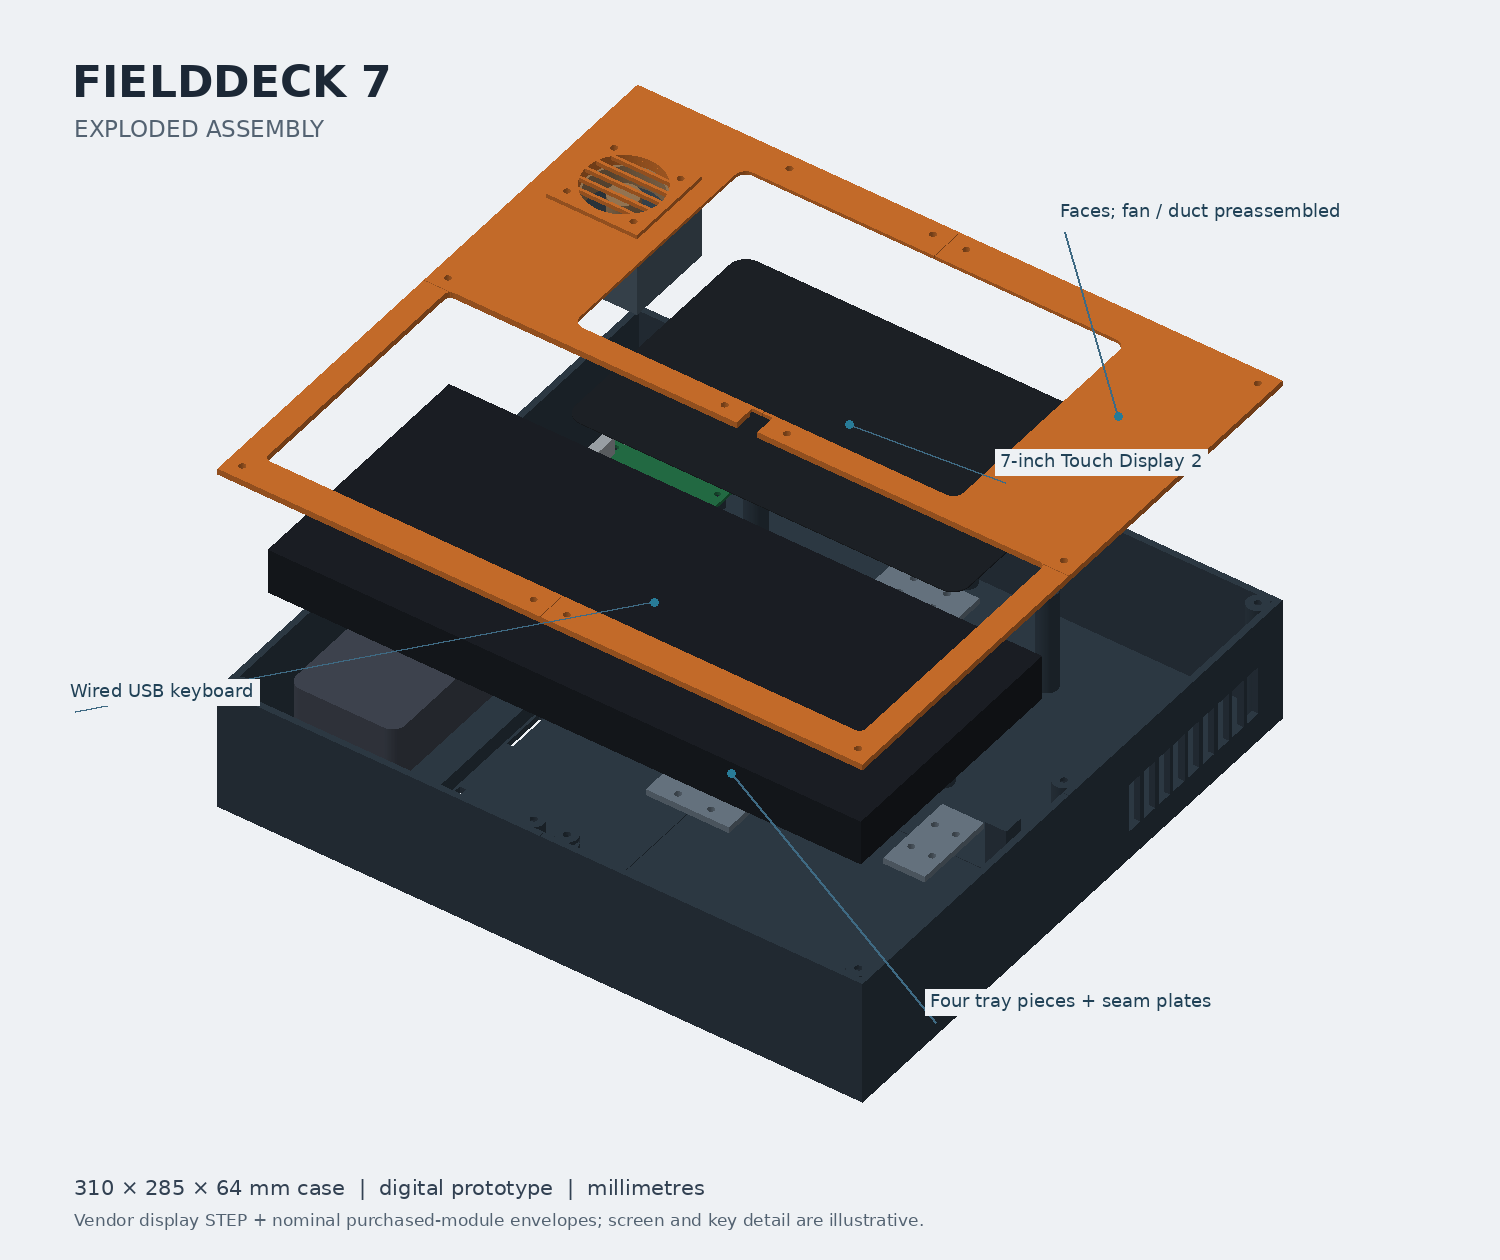 FIELDDECK 7
EXPLODED ASSEMBLY
Faces; fan / duct preassembled
7-inch Touch Display 2
Wired USB keyboard
Four tray pieces + seam plates
310 × 285 × 64 mm case | digital prototype | millimetres
Vendor display STEP + nominal purchased-module envelopes; screen and key detail are illustrative.